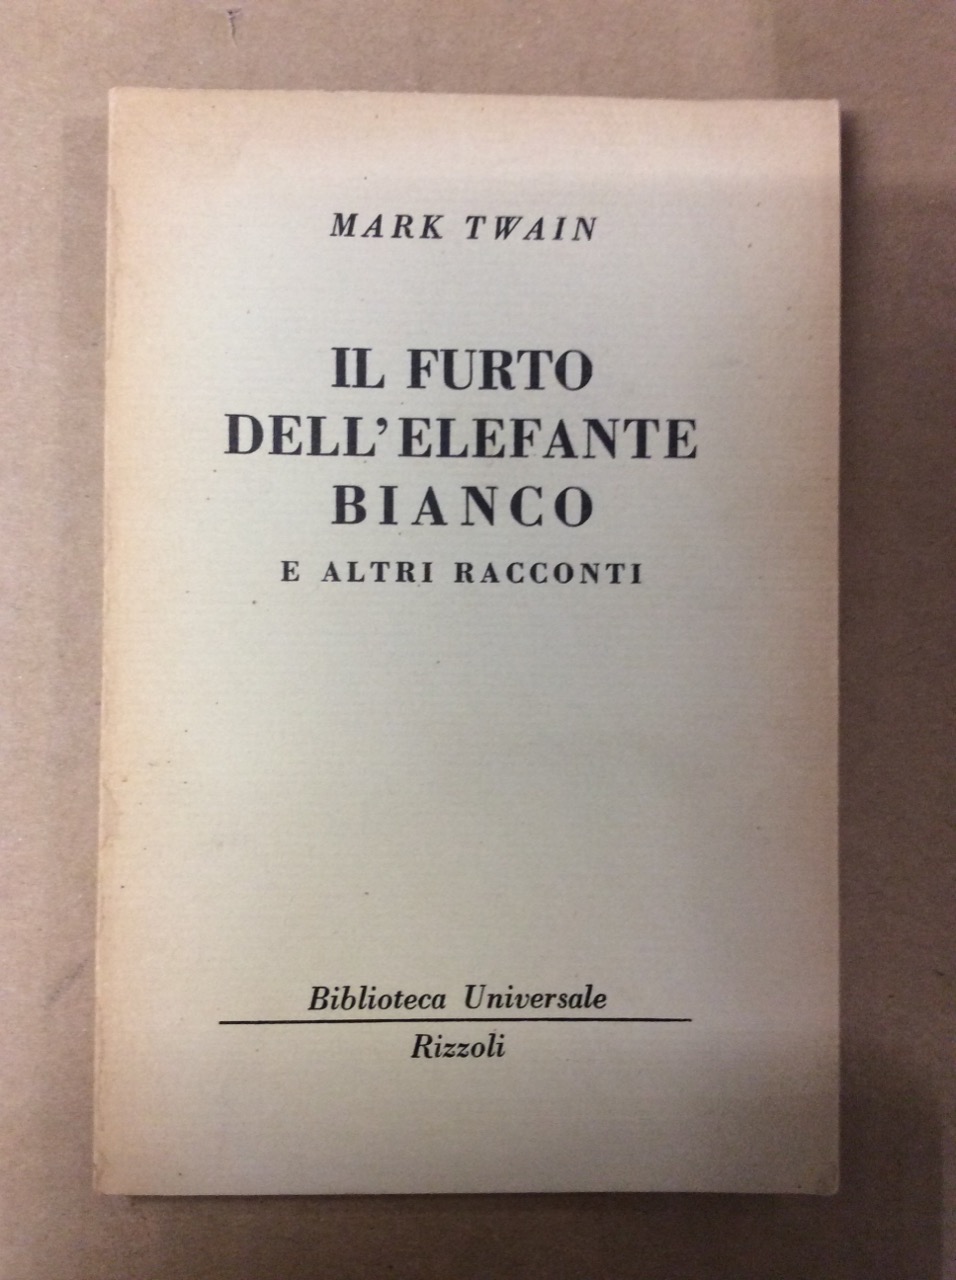 MARK TWAIN
IL FURTO
DELL'ELEFANTE
BIANCO
E ALTRI RACCONTI
Biblioteca Universale
Rizzoli